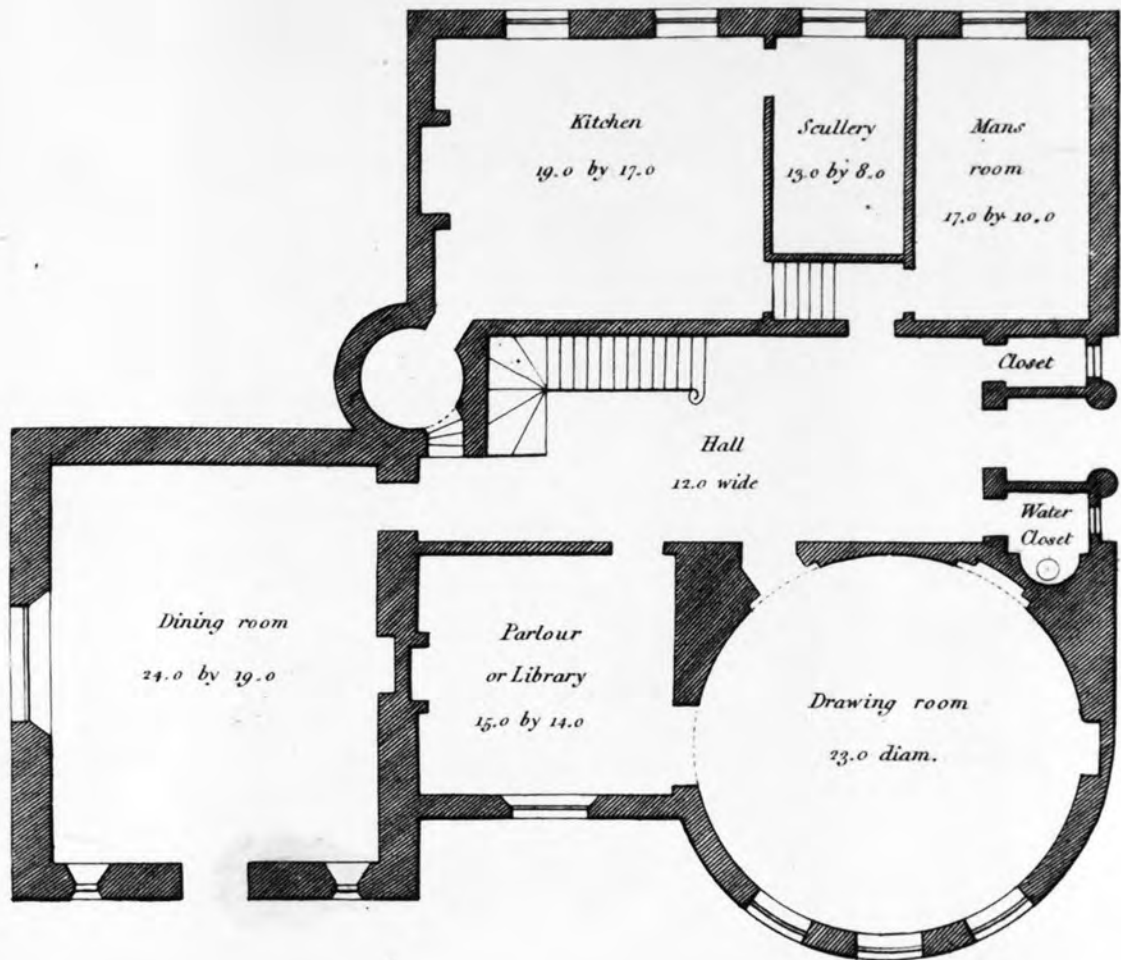 Kitchen
19.0 by 17.0
Scullery
13.0 by 8.0
Mans
room
17.0 by 10.0
Closet
Hall
12.0 wide
Water
Closet
Dining room
24.0 by 19.0
Parlour
or Library
15.0 by 14.0
Drawing room
23.0 diam.